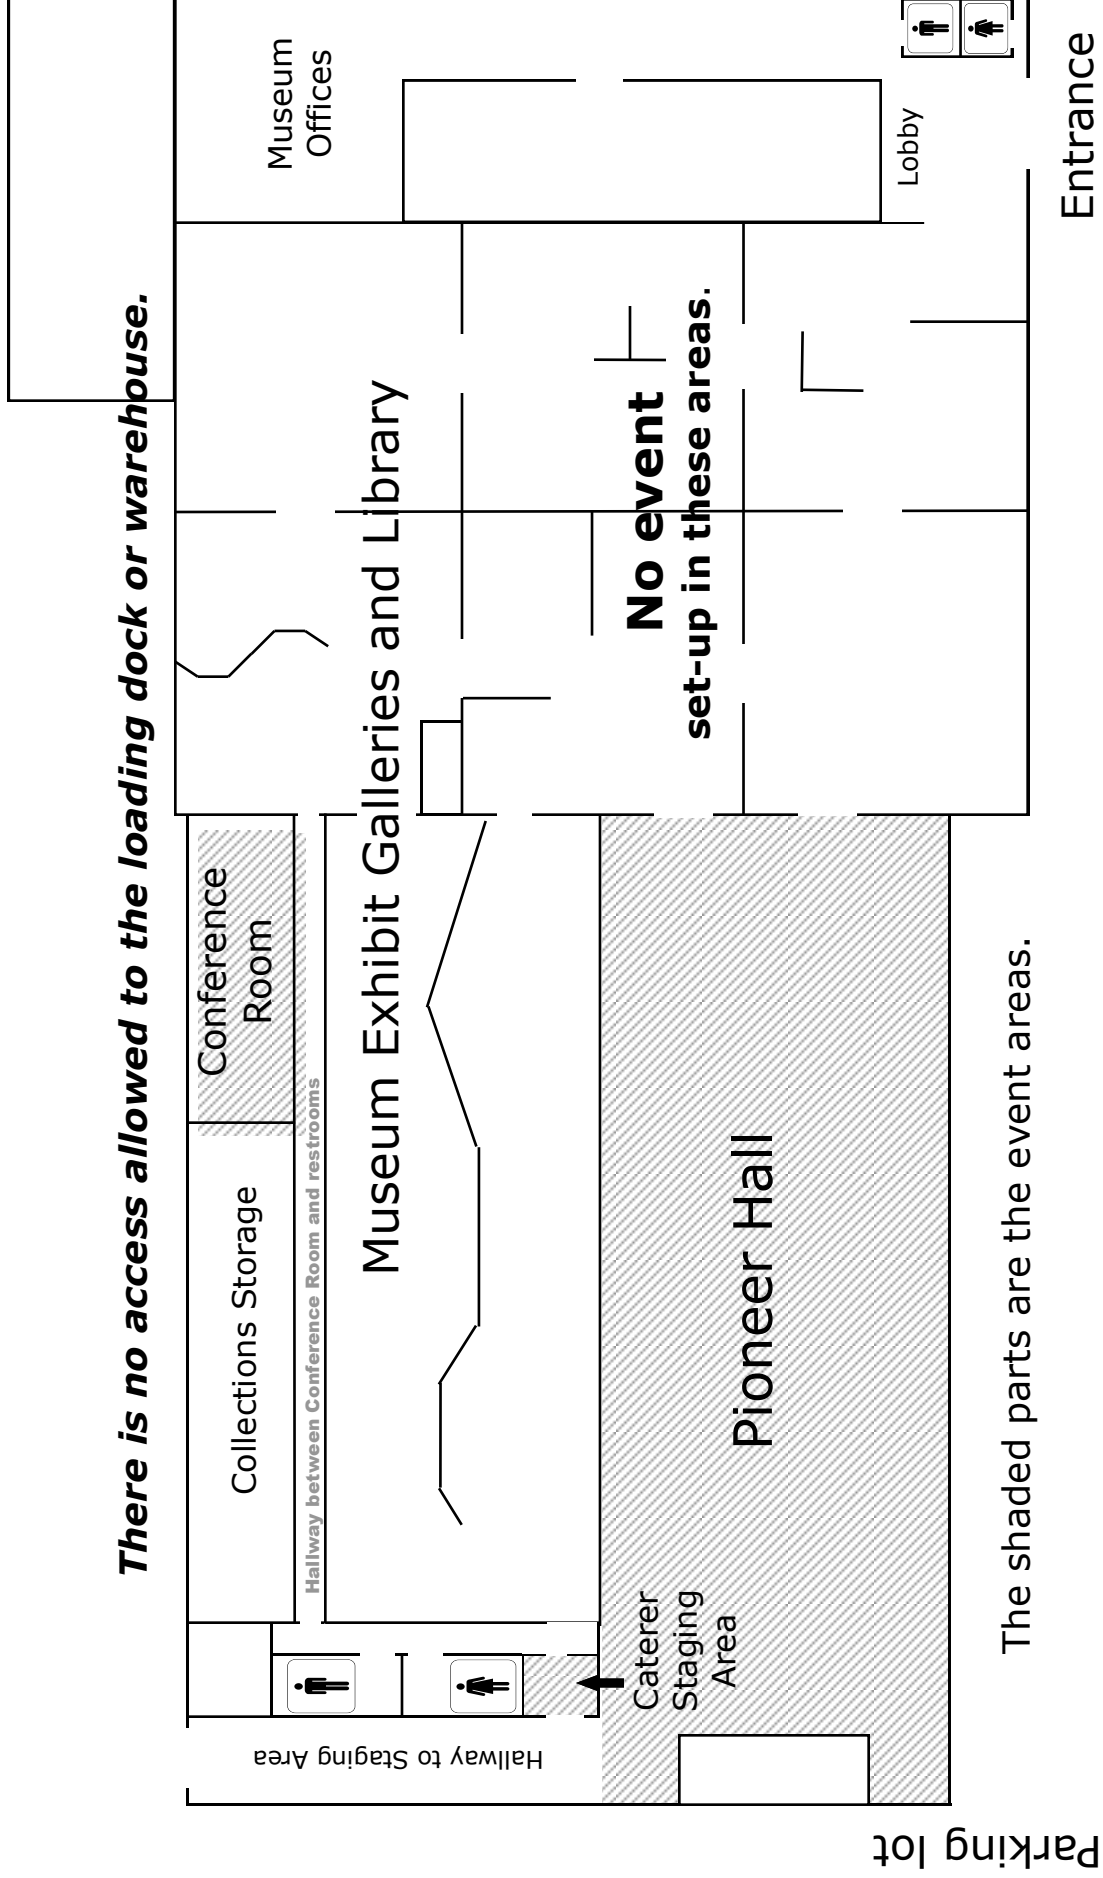 There is no access allowed to the loading dock or warehouse.
Museum
Offices
Lobby
Entrance
Museum Exhibit Galleries and Library
No event
set-up in these areas.
Conference
Room
Collections Storage
Hallway between Conference Room and restrooms
Pioneer Hall
Caterer
Staging
Area
Hallway to Staging Area
The shaded parts are the event areas.
Parking lot